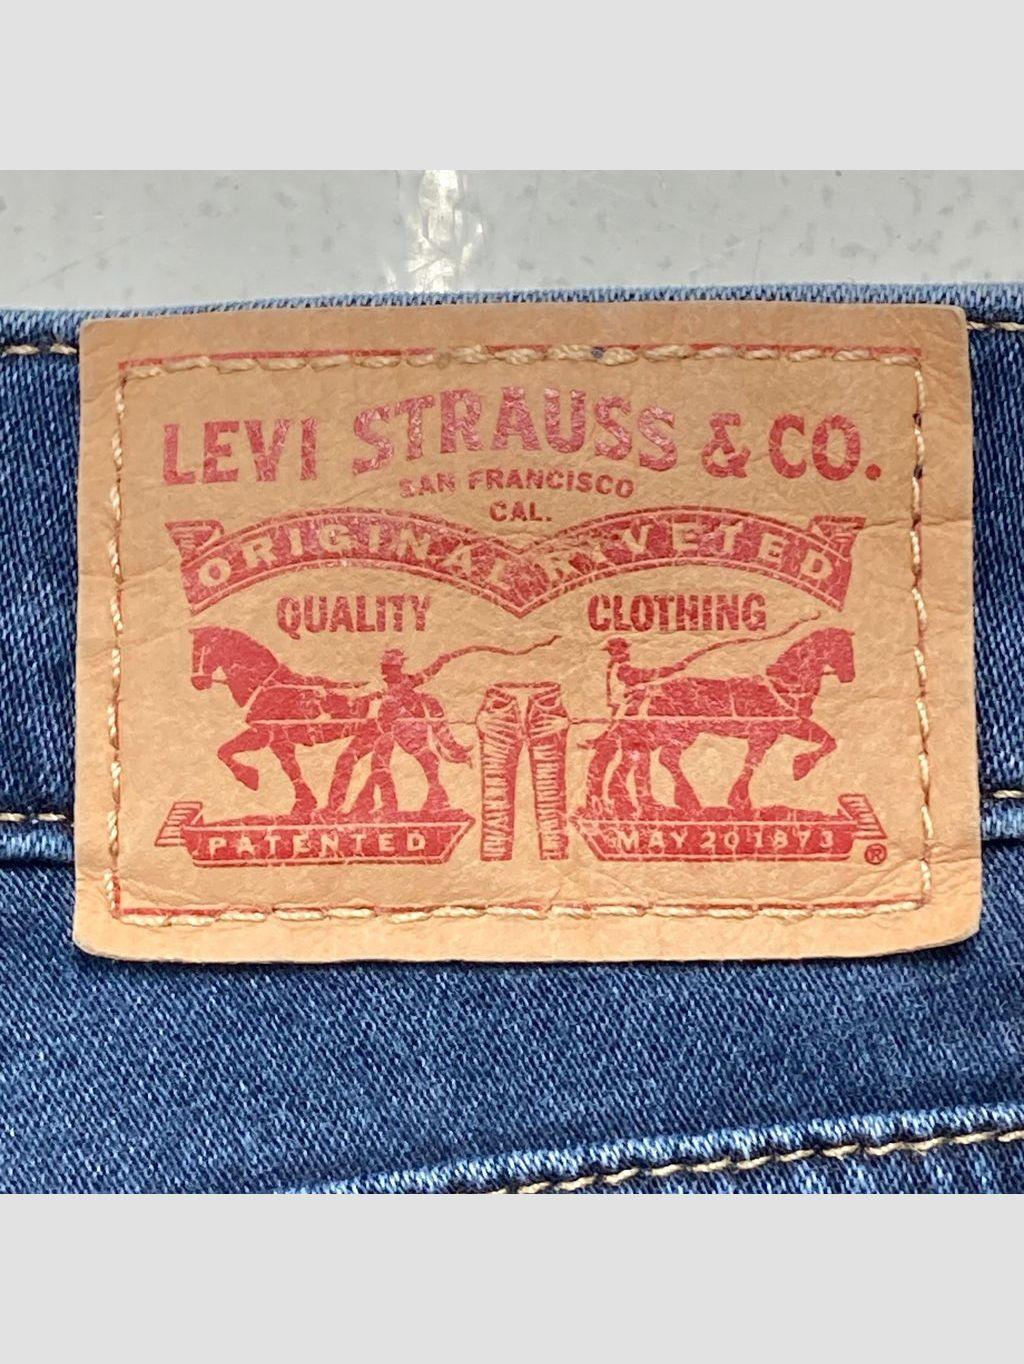 LEVI STRAUSS & CO.
SAN FRANCISCO
CAL.
ORIGINAL RIVETED
QUALITY CLOTHING
PATENTED MAY 20 1873 ®